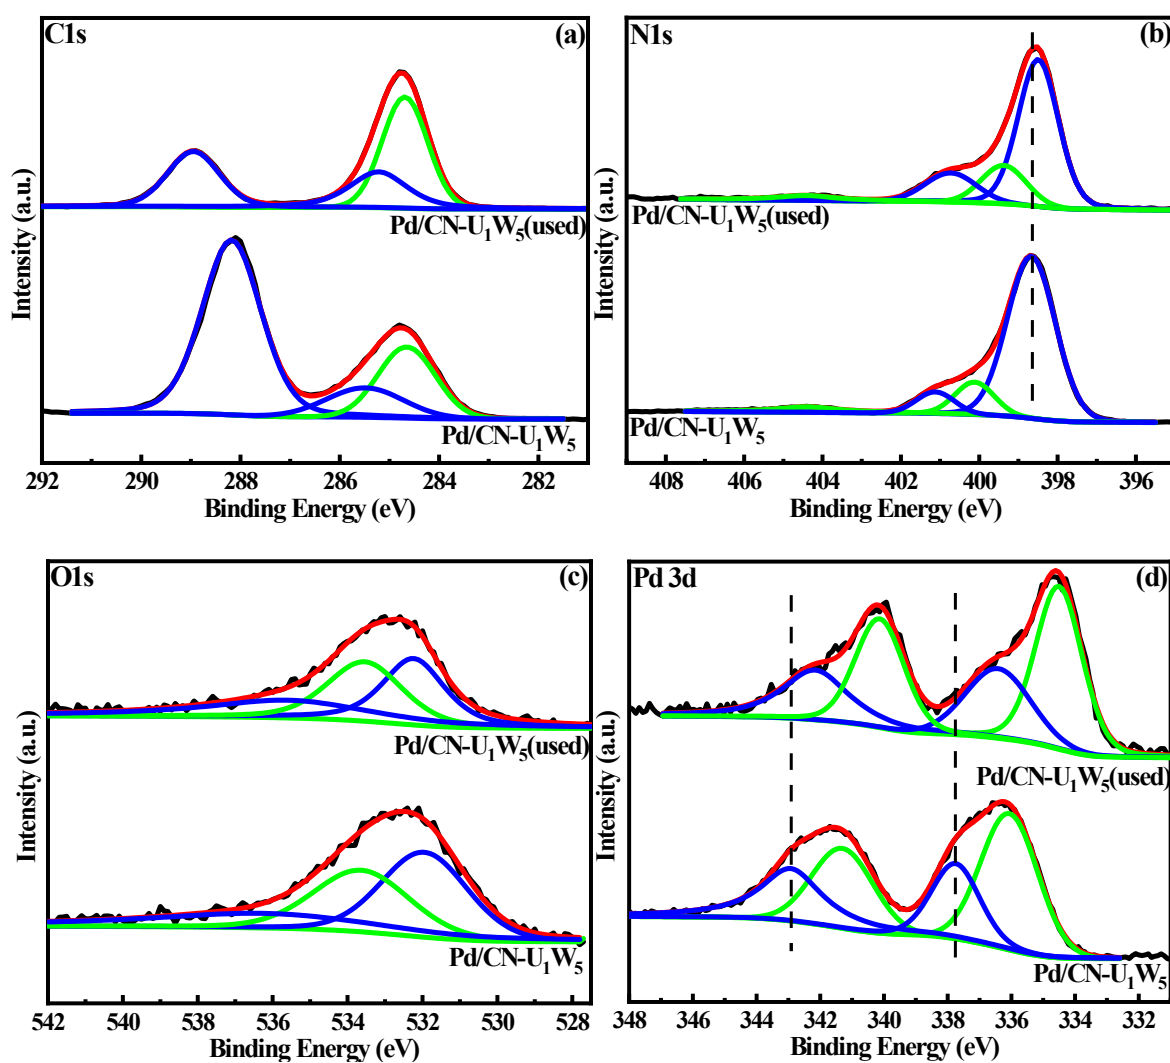 C1s
(a)
Pd/CN-U₁W₅(used)
Pd/CN-U₁W₅
Intensity (a.u.)
292 290 288 286 284 282
Binding Energy (eV)
N1s
(b)
Pd/CN-U₁W₅(used)
Pd/CN-U₁W₅
Intensity (a.u.)
408 406 404 402 400 398 396
Binding Energy (eV)
O1s
(c)
Pd/CN-U₁W₅(used)
Pd/CN-U₁W₅
Intensity (a.u.)
542 540 538 536 534 532 530 528
Binding Energy (eV)
Pd 3d
(d)
Pd/CN-U₁W₅(used)
Pd/CN-U₁W₅
Intensity (a.u.)
348 346 344 342 340 338 336 334 332
Binding Energy (eV)